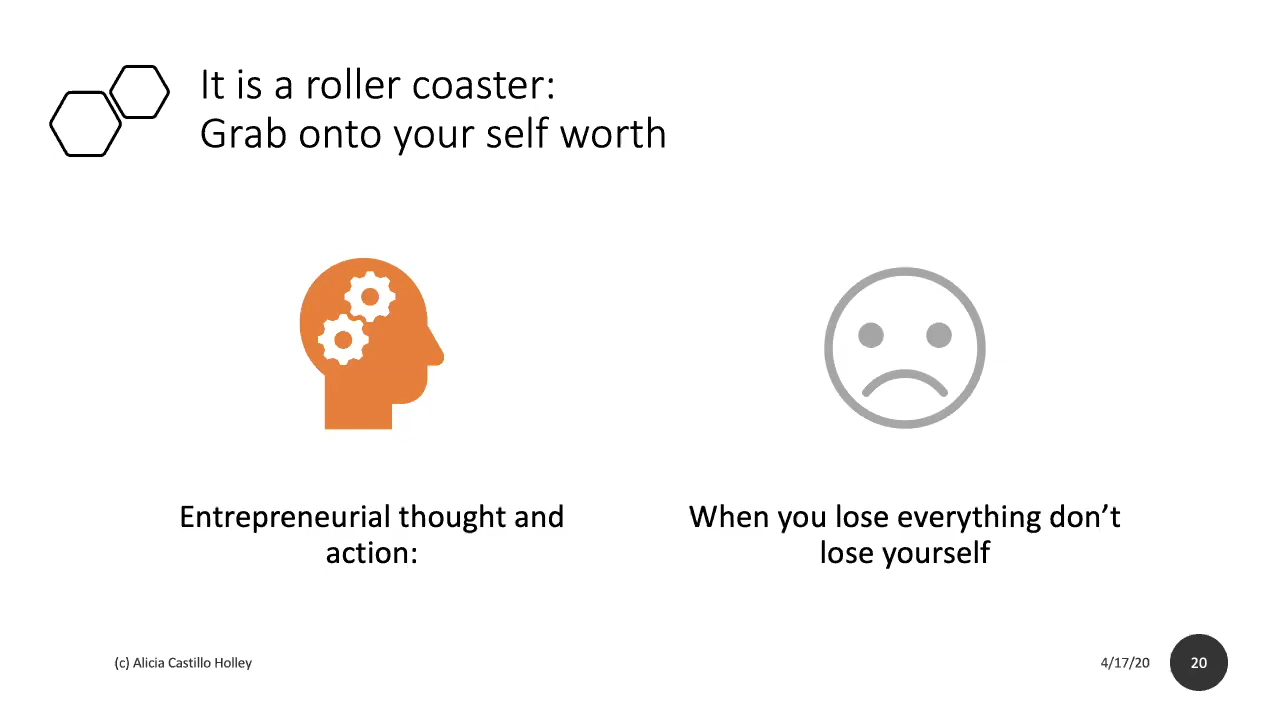 It is a roller coaster:
Grab onto your self worth
Entrepreneurial thought and
action:
When you lose everything don’t
lose yourself
(c) Alicia Castillo Holley
4/17/20
20